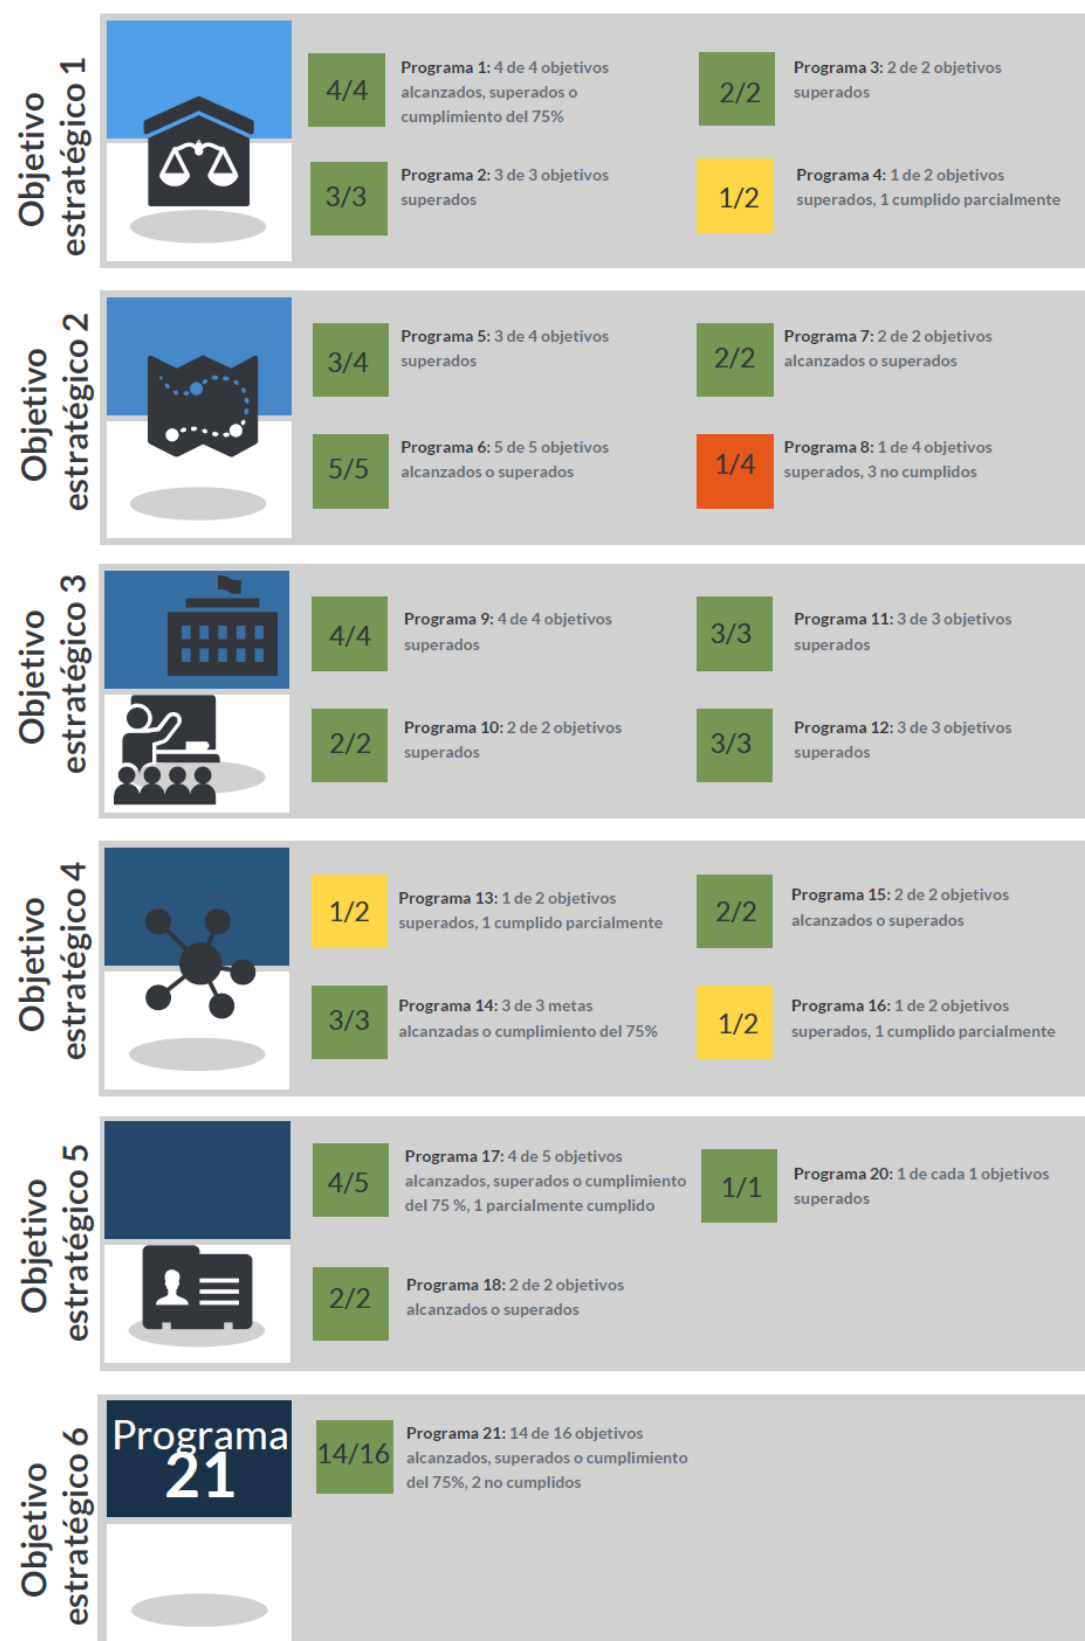 Objetivo
estratégico 1
4/4
Programa 1: 4 de 4 objetivos
alcanzados, superados o
cumplimiento del 75%
2/2
Programa 3: 2 de 2 objetivos
superados
3/3
Programa 2: 3 de 3 objetivos
superados
1/2
Programa 4: 1 de 2 objetivos
superados, 1 cumplido parcialmente
Objetivo
estratégico 2
3/4
Programa 5: 3 de 4 objetivos
superados
2/2
Programa 7: 2 de 2 objetivos
alcanzados o superados
5/5
Programa 6: 5 de 5 objetivos
alcanzados o superados
1/4
Programa 8: 1 de 4 objetivos
superados, 3 no cumplidos
Objetivo
estratégico 3
4/4
Programa 9: 4 de 4 objetivos
superados
3/3
Programa 11: 3 de 3 objetivos
superados
2/2
Programa 10: 2 de 2 objetivos
superados
3/3
Programa 12: 3 de 3 objetivos
superados
Objetivo
estratégico 4
1/2
Programa 13: 1 de 2 objetivos
superados, 1 cumplido parcialmente
2/2
Programa 15: 2 de 2 objetivos
alcanzados o superados
3/3
Programa 14: 3 de 3 metas
alcanzadas o cumplimiento del 75%
1/2
Programa 16: 1 de 2 objetivos
superados, 1 cumplido parcialmente
Objetivo
estratégico 5
4/5
Programa 17: 4 de 5 objetivos
alcanzados, superados o cumplimiento
del 75 %, 1 parcialmente cumplido
1/1
Programa 20: 1 de cada 1 objetivos
superados
2/2
Programa 18: 2 de 2 objetivos
alcanzados o superados
Objetivo
estratégico 6
Programa
21
14/16
Programa 21: 14 de 16 objetivos
alcanzados, superados o cumplimiento
del 75%, 2 no cumplidos